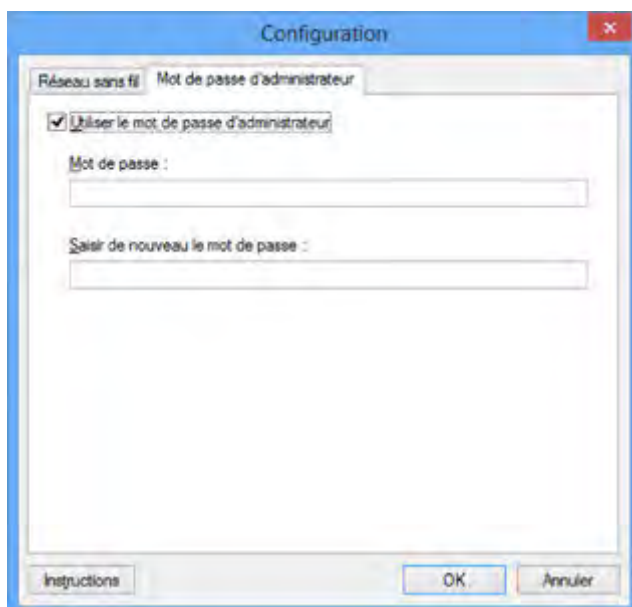 Configuration
Réseau sans fil Mot de passe d'administrateur
Utiliser le mot de passe d'administrateur
Mot de passe :
Saisir de nouveau le mot de passe :
Instructions OK Annuler